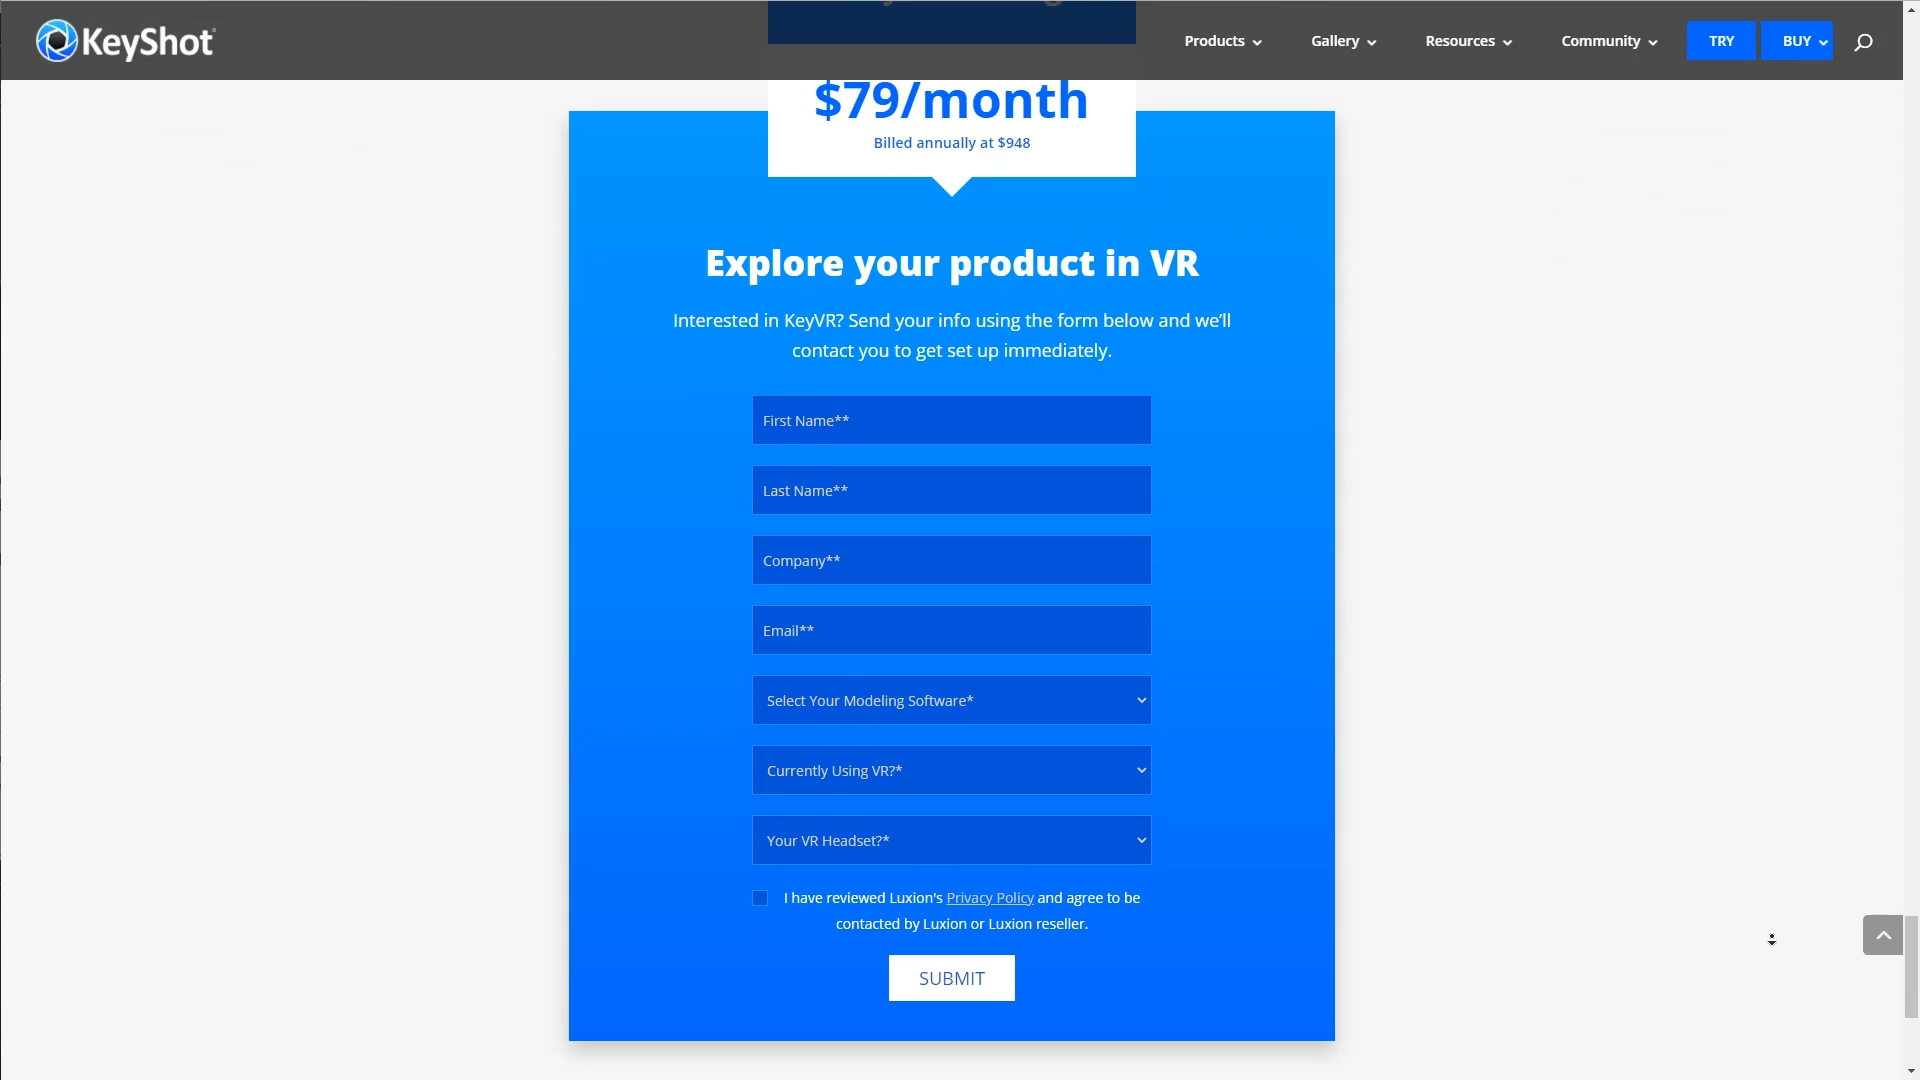 KeyShot
Products
Gallery
Resources
Community
TRY
BUY
$79/month
Billed annually at $948
Explore your product in VR
Interested in KeyVR? Send your info using the form below and we’ll
contact you to get set up immediately.
First Name**
Last Name**
Company**
Email**
Select Your Modeling Software*
Currently Using VR?*
Your VR Headset?*
I have reviewed Luxion's Privacy Policy and agree to be
contacted by Luxion or Luxion reseller.
SUBMIT